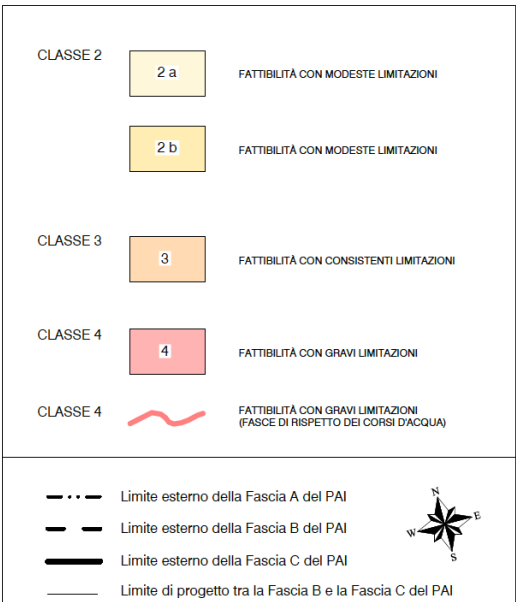 CLASSE 2
2 a
FATTIBILITÀ CON MODESTE LIMITAZIONI
2 b
FATTIBILITÀ CON MODESTE LIMITAZIONI
CLASSE 3
3
FATTIBILITÀ CON CONSISTENTI LIMITAZIONI
CLASSE 4
4
FATTIBILITÀ CON GRAVI LIMITAZIONI
CLASSE 4
FATTIBILITÀ CON GRAVI LIMITAZIONI
(FASCE DI RISPETTO DEI CORSI D'ACQUA)
Limite esterno della Fascia A del PAI
Limite esterno della Fascia B del PAI
Limite esterno della Fascia C del PAI
Limite di progetto tra la Fascia B e la Fascia C del PAI
N
E
W
S